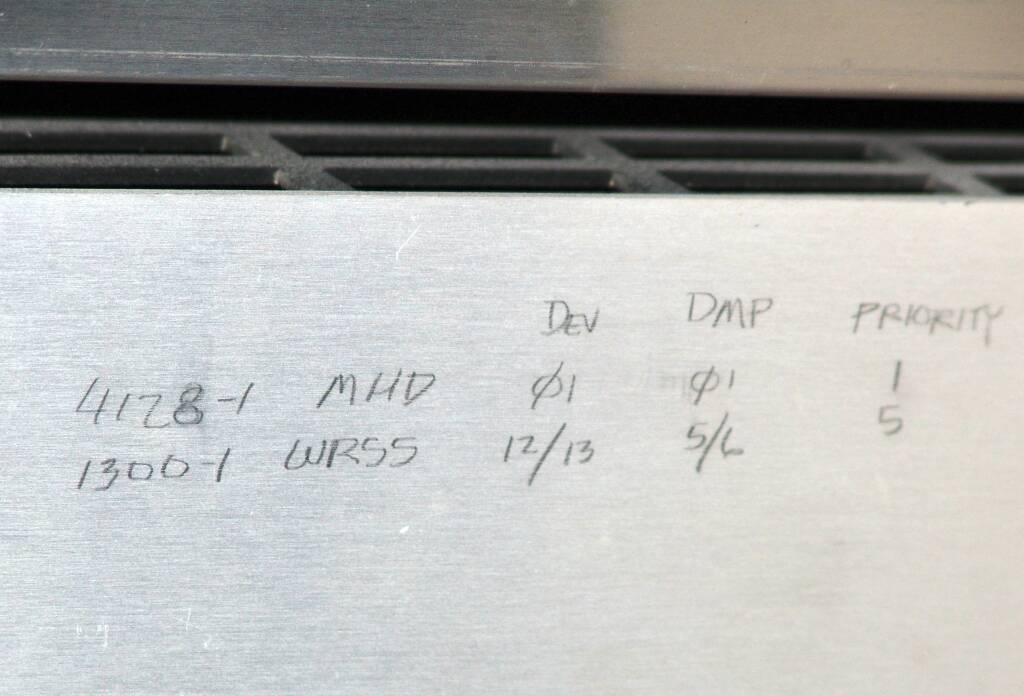 DEV DMP PRIORITY
4128-1 MHD Ø1 Ø1 1
1300-1 WRSS 12/13 5/6 5